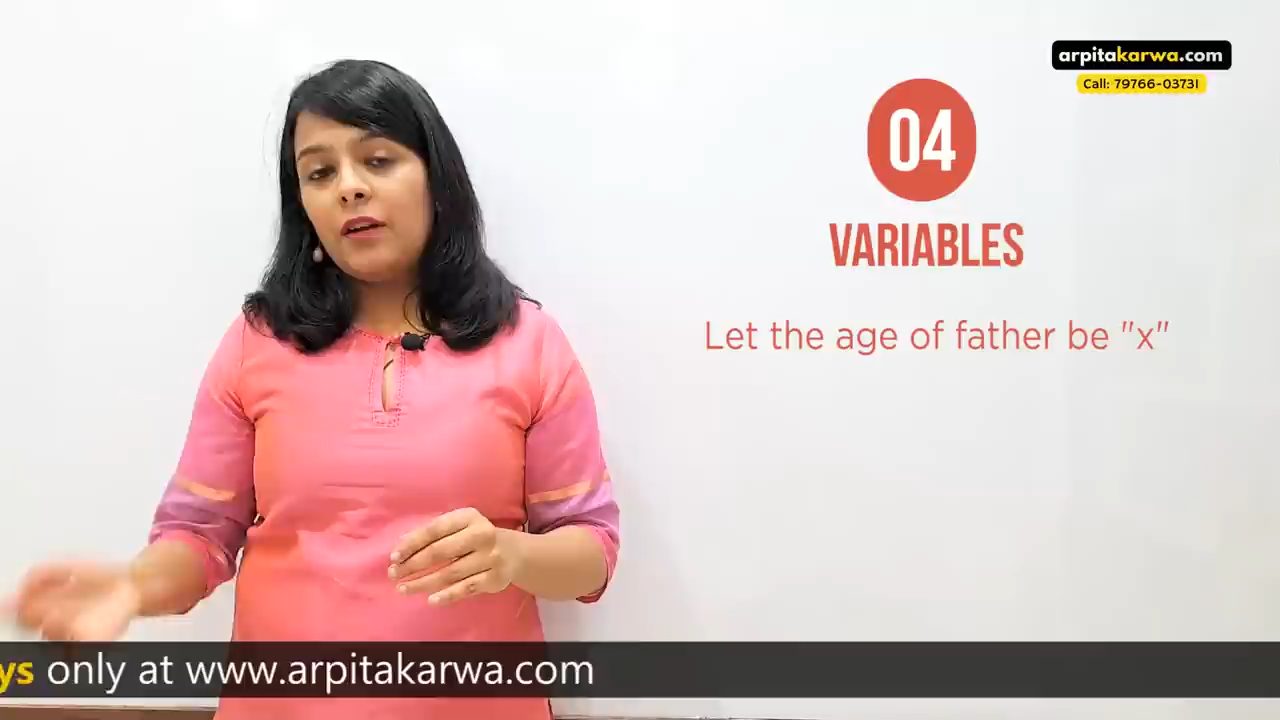 arpitakarwa.com
Call: 79766-03731
04
VARIABLES
Let the age of father be "x"
ys only at www.arpitakarwa.com